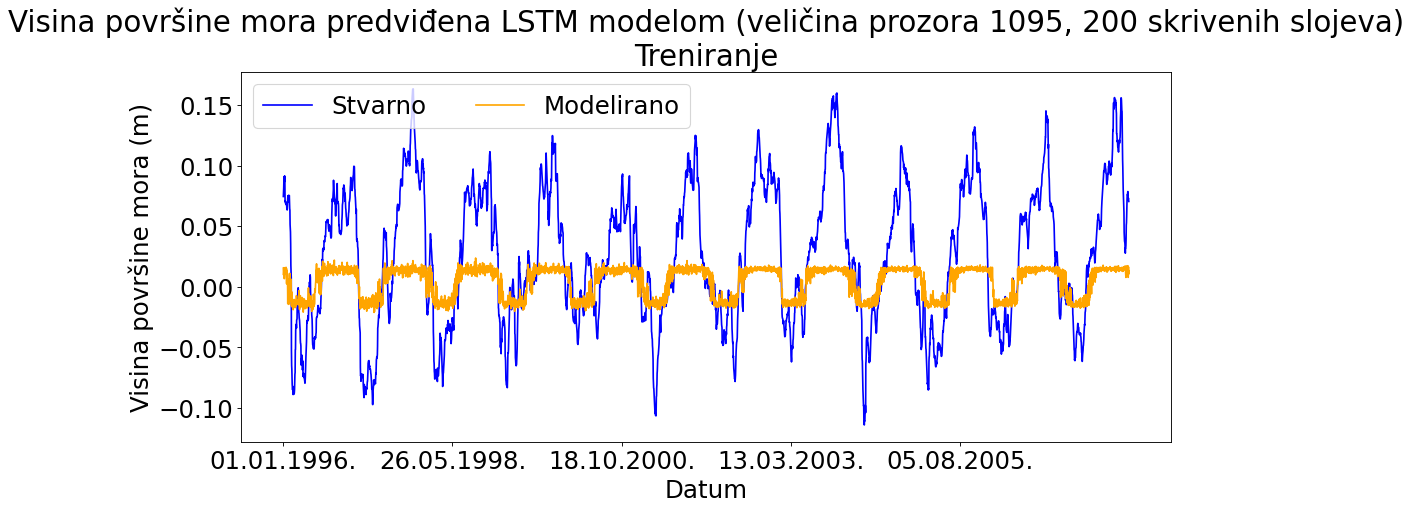 Visina površine mora predviđena LSTM modelom (veličina prozora 1095, 200 skrivenih slojeva)
Treniranje
Stvarno Modelirano
Visina površine mora (m)
0.15
0.10
0.05
0.00
−0.05
−0.10
01.01.1996. 26.05.1998. 18.10.2000. 13.03.2003. 05.08.2005.
Datum